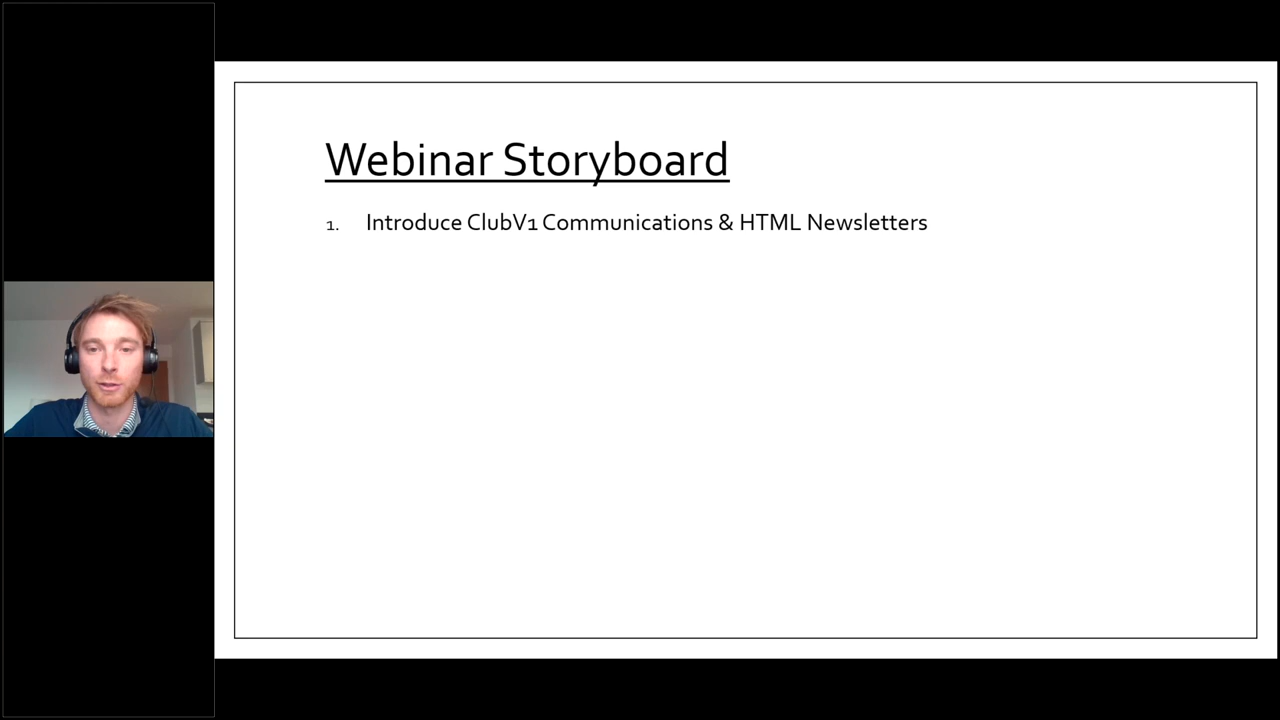 Webinar Storyboard
1. Introduce ClubV1 Communications & HTML Newsletters